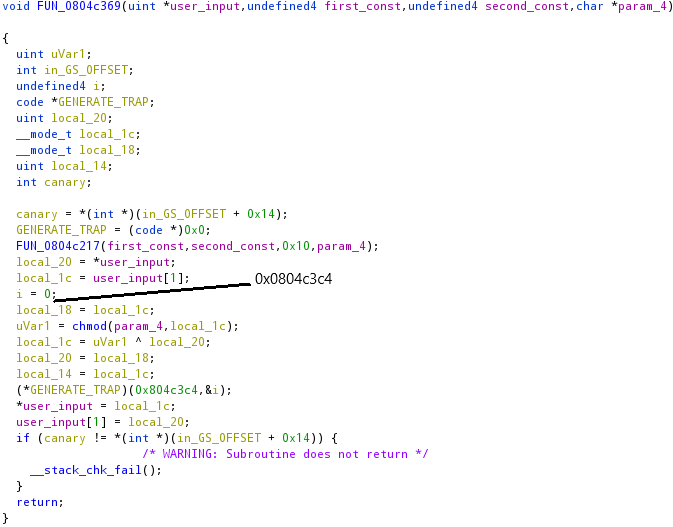 void FUN_0804c369(uint *user_input,undefined4 first_const,undefined4 second_const,char *param_4)
{
uint uVar1;
int in_GS_OFFSET;
undefined4 i;
code *GENERATE_TRAP;
uint local_20;
__mode_t local_1c;
__mode_t local_18;
uint local_14;
int canary;
canary = *(int *)(in_GS_OFFSET + 0x14);
GENERATE_TRAP = (code *)0x0;
FUN_0804c217(first_const,second_const,0x10,param_4);
local_20 = *user_input;
local_1c = user_input[1];
0x0804c3c4
i = 0;
local_18 = local_1c;
uVar1 = chmod(param_4,local_1c);
local_1c = uVar1 ^ local_20;
local_20 = local_18;
local_14 = local_1c;
(*GENERATE_TRAP)(0x804c3c4,&i);
*user_input = local_1c;
user_input[1] = local_20;
if (canary != *(int *)(in_GS_OFFSET + 0x14)) {
/* WARNING: Subroutine does not return */
__stack_chk_fail();
}
return;
}